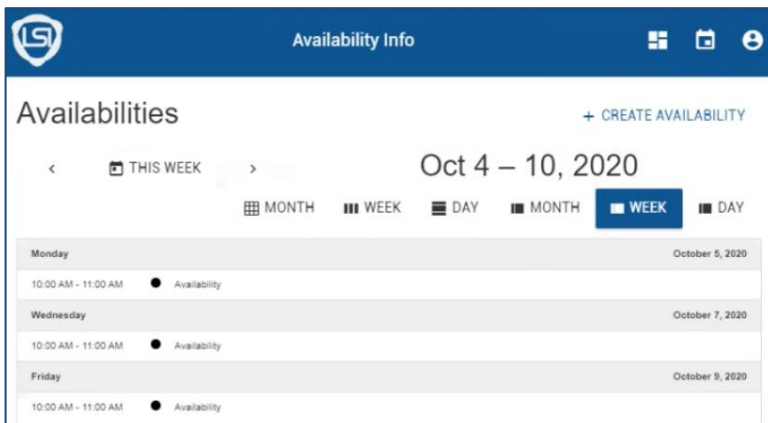 LSI
Availability Info
Availabilities
+ CREATE AVAILABILITY
THIS WEEK
Oct 4 – 10, 2020
MONTH WEEK DAY MONTH WEEK DAY
Monday October 5, 2020
10:00 AM - 11:00 AM Availability
Wednesday October 7, 2020
10:00 AM - 11:00 AM Availability
Friday October 9, 2020
10:00 AM - 11:00 AM Availability